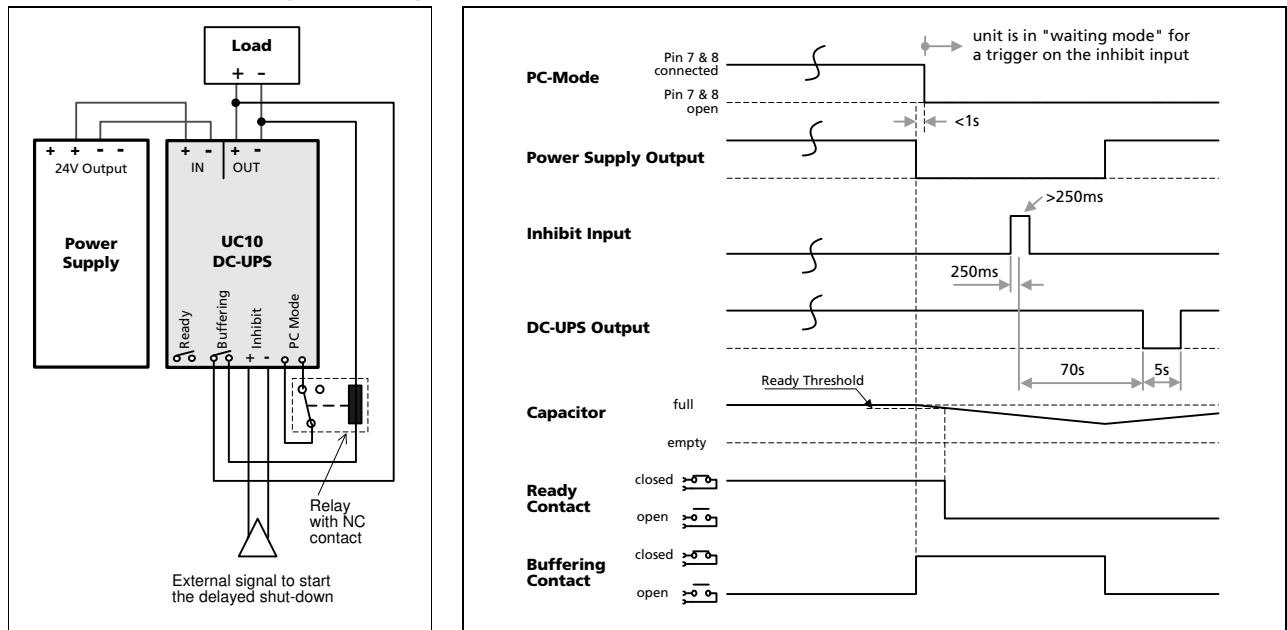 Load
+ -
+ + - -
24V Output
Power
Supply
+ - + -
IN OUT
UC10
DC-UPS
Ready
Buffering
+ Inhibit -
PC Mode
Relay
with NC
contact
External signal to start
the delayed shut-down
unit is in "waiting mode" for
a trigger on the inhibit input
PC-Mode
Pin 7 & 8
connected
Pin 7 & 8
open
<1s
Power Supply Output
>250ms
Inhibit Input
250ms
DC-UPS Output
70s
5s
Ready Threshold
Capacitor
full
empty
Ready
Contact
closed
open
Buffering
Contact
closed
open